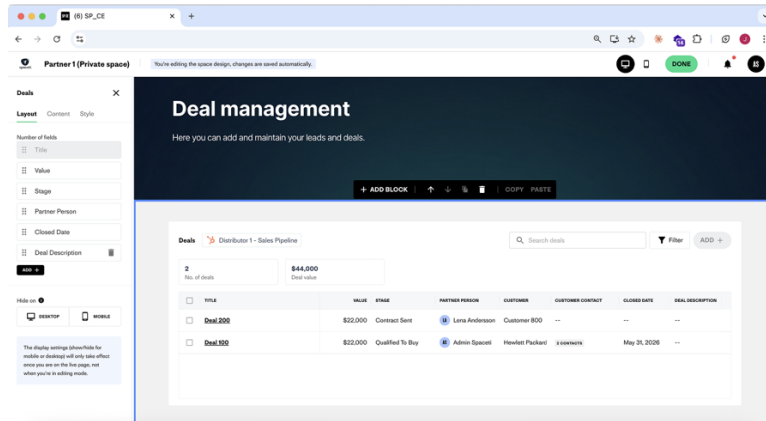 (6) SP_CE
Partner 1 (Private space)
You're editing the space design, changes are saved automatically.
DONE
Deals
Layout Content Style
Number of fields
Title
Value
Stage
Partner Person
Closed Date
Deal Description
ADD +
Hide on
DESKTOP MOBILE
The display settings (show/hide for
mobile or desktop) will only take effect
once you are on the live page, not
when you're in editing mode.
Deal management
Here you can add and maintain your leads and deals.
+ ADD BLOCK COPY PASTE
Deals Distributor 1 - Sales Pipeline Search deals Filter ADD +
2 $44,000
No. of deals Deal value
TITLE VALUE STAGE PARTNER PERSON CUSTOMER CUSTOMER CONTACT CLOSED DATE DEAL DESCRIPTION
Deal 200 $22,000 Contract Sent Lena Andersson Customer 800 -- -- --
Deal 100 $22,000 Qualified To Buy Admin Spaceti Hewlett Packard 2 CONTACTS May 31, 2026 --